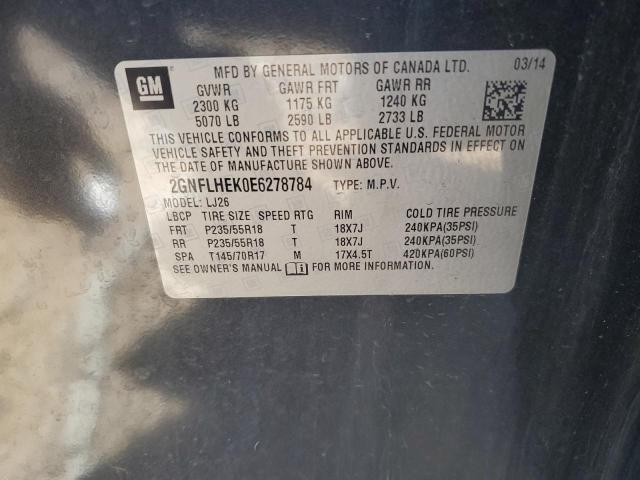 GM
MFD BY GENERAL MOTORS OF CANADA LTD. 03/14
GVWR GAWR FRT GAWR RR
2300 KG 1175 KG 1240 KG
5070 LB 2590 LB 2733 LB
THIS VEHICLE CONFORMS TO ALL APPLICABLE U.S. FEDERAL MOTOR
VEHICLE SAFETY AND THEFT PREVENTION STANDARDS IN EFFECT ON
THE DATE OF MANUFACTURE SHOWN ABOVE.
2GNFLHEK0E6278784 TYPE: M.P.V.
MODEL: LJ26
LBCP TIRE SIZE SPEED RTG RIM COLD TIRE PRESSURE
FRT P235/55R18 T 18X7J 240KPA(35PSI)
RR P235/55R18 T 18X7J 240KPA(35PSI)
SPA T145/70R17 M 17X4.5T 420KPA(60PSI)
SEE OWNER'S MANUAL FOR MORE INFORMATION.